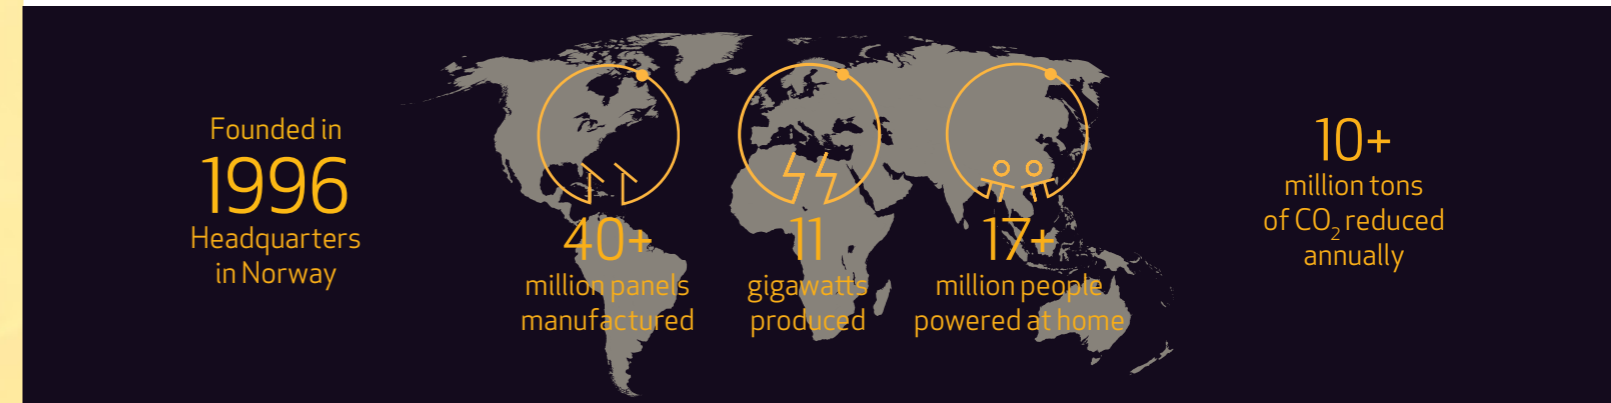 Founded in
1996
Headquarters
in Norway
40+
million panels
manufactured
11
gigawatts
produced
17+
million people
powered at home
10+
million tons
of CO₂ reduced
annually